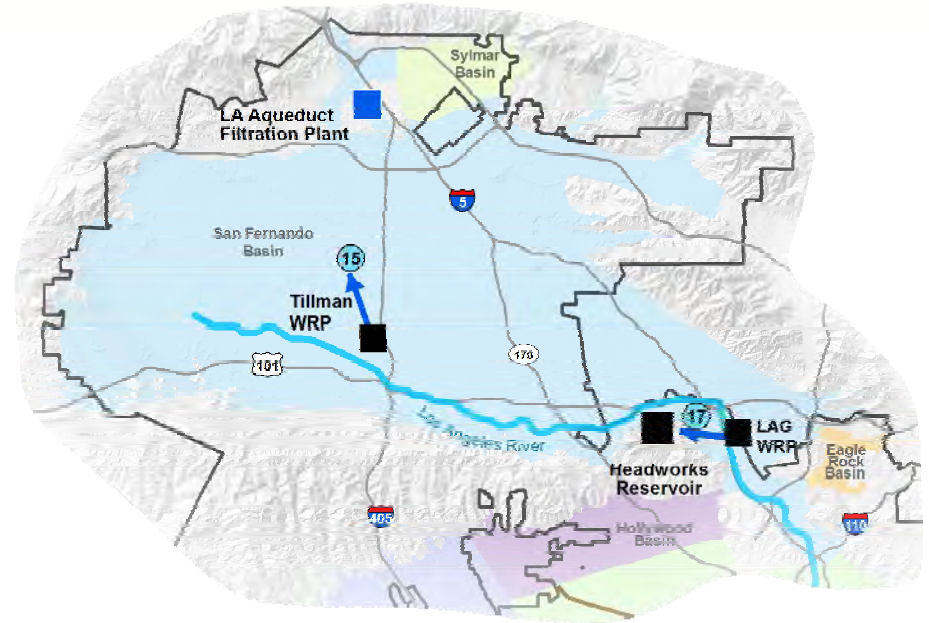 Sylmar
Basin
LA Aqueduct
Filtration Plant
5
San Fernando
Basin
15
Tillman
WRP
101
170
Los Angeles River
17
LAG
WRP
Headworks
Reservoir
Eagle
Rock
Basin
405
110
Hollywood
Basin